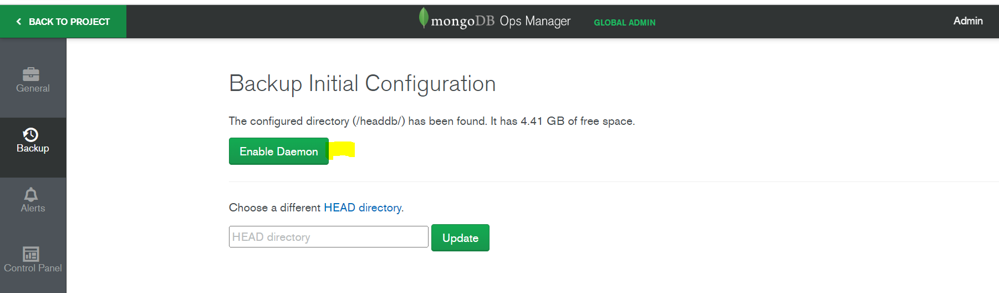 BACK TO PROJECT
mongoDB Ops Manager
GLOBAL ADMIN
Admin
General
Backup
Alerts
Control Panel
Backup Initial Configuration
The configured directory (/headdb/) has been found. It has 4.41 GB of free space.
Enable Daemon
Choose a different HEAD directory.
HEAD directory
Update